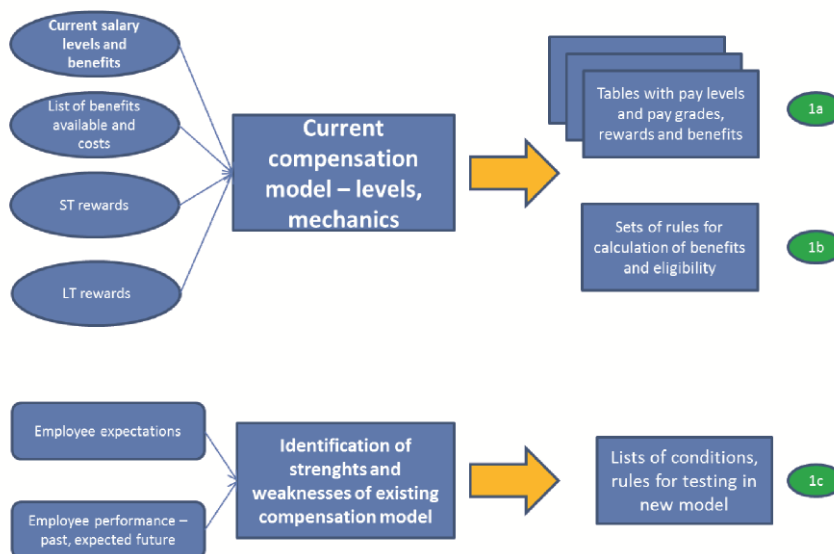 Current salary
levels and
benefits
List of benefits
available and
costs
ST rewards
LT rewards
Current
compensation
model – levels,
mechanics
Tables with pay levels
and pay grades,
rewards and benefits
1a
Sets of rules for
calculation of benefits
and eligibility
1b
Employee expectations
Employee performance –
past, expected future
Identification of
strenghts and
weaknesses of existing
compensation model
Lists of conditions,
rules for testing in
new model
1c